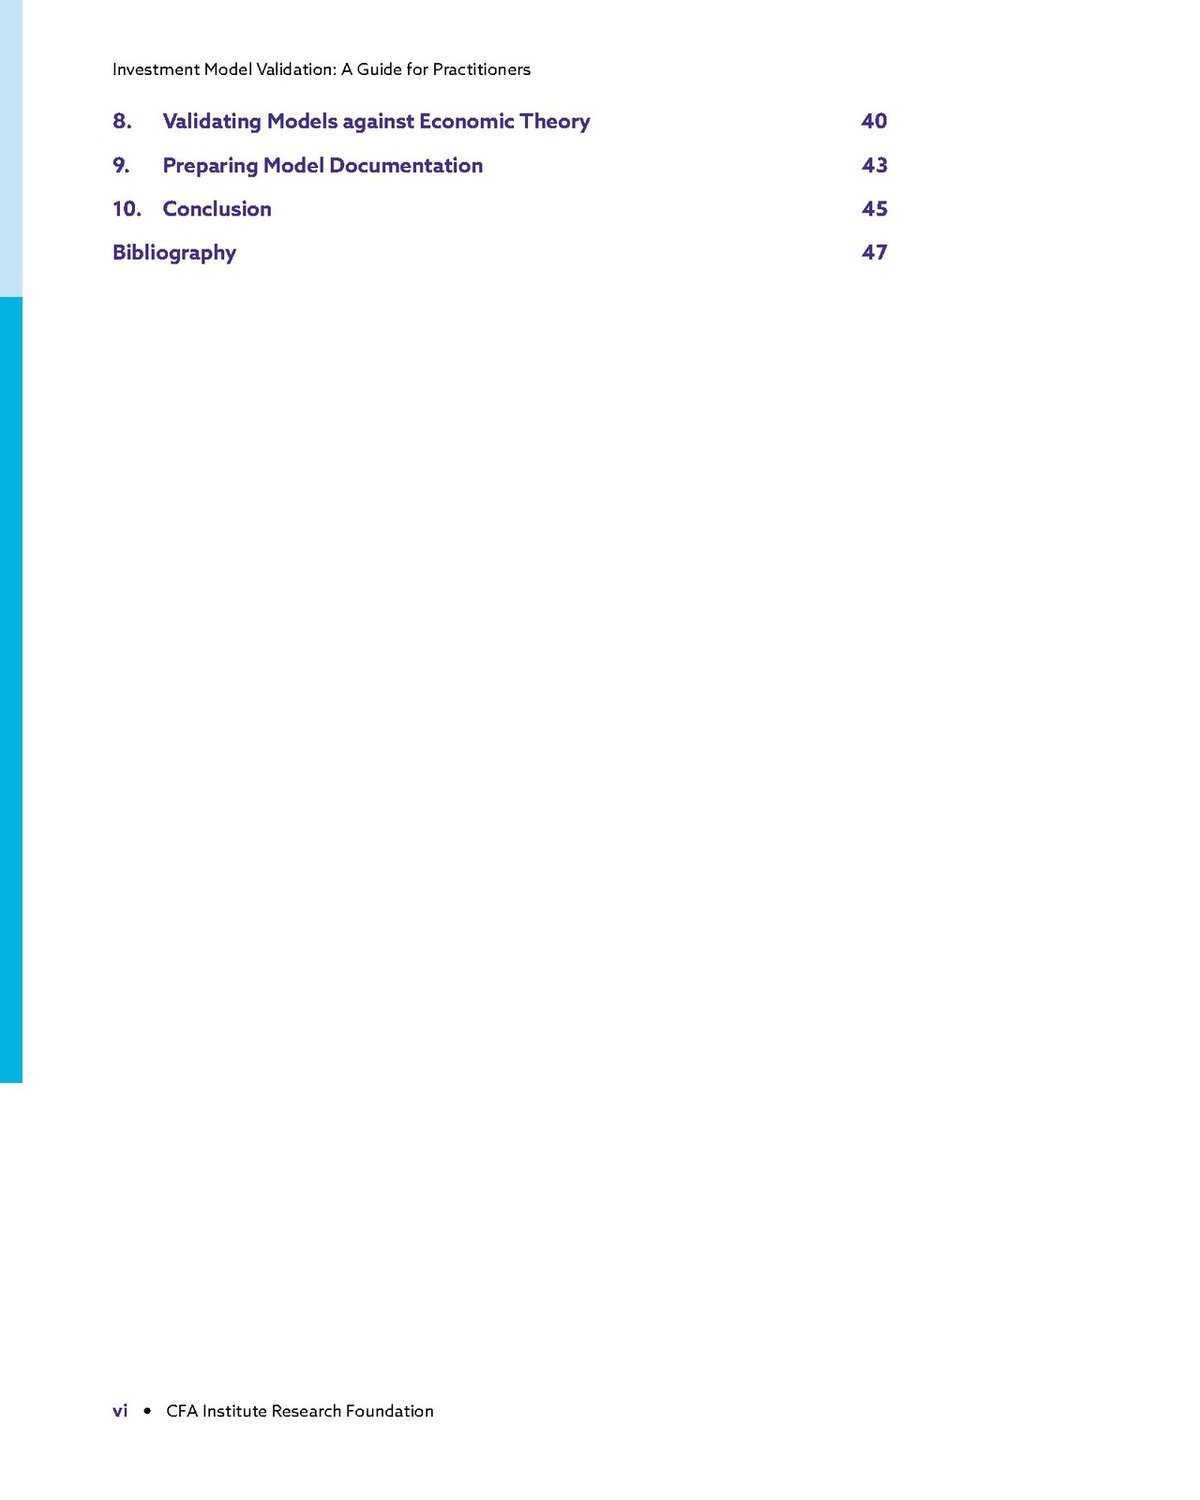 Investment Model Validation: A Guide for Practitioners
8. Validating Models against Economic Theory 40
9. Preparing Model Documentation 43
10. Conclusion 45
Bibliography 47
vi • CFA Institute Research Foundation